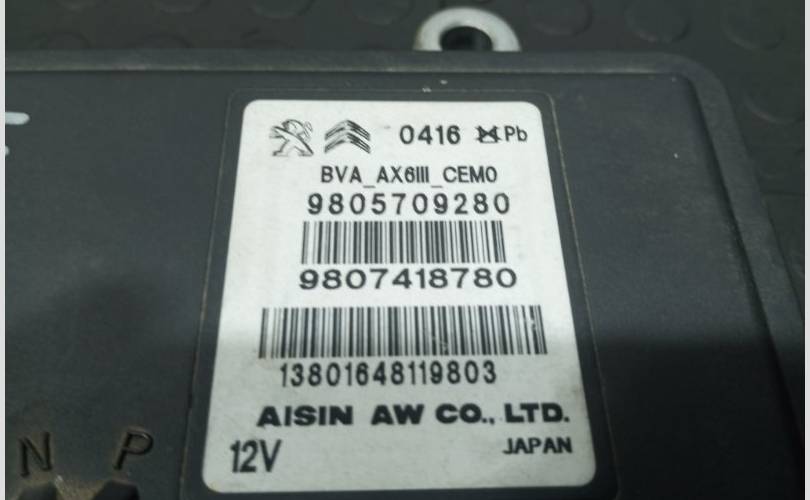 0416 Pb
BVA_AX6III_CEM0
9805709280
9807418780
13801648119803
AISIN AW CO., LTD.
12V
JAPAN
N P